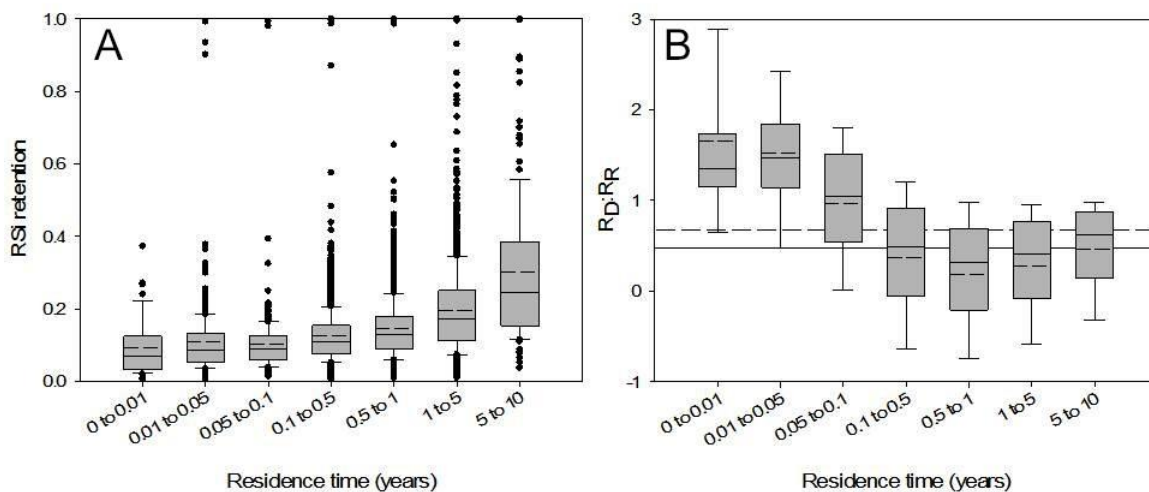 A
RSi retention
1.0
0.8
0.6
0.4
0.2
0.0
0 to 0.01
0.01 to 0.05
0.05 to 0.1
0.1 to 0.5
0.5 to 1
1 to 5
5 to 10
Residence time (years)
B
RD:RR
3
2
1
0
-1
0 to 0.01
0.01 to 0.05
0.05 to 0.1
0.1 to 0.5
0.5 to 1
1 to 5
5 to 10
Residence time (years)